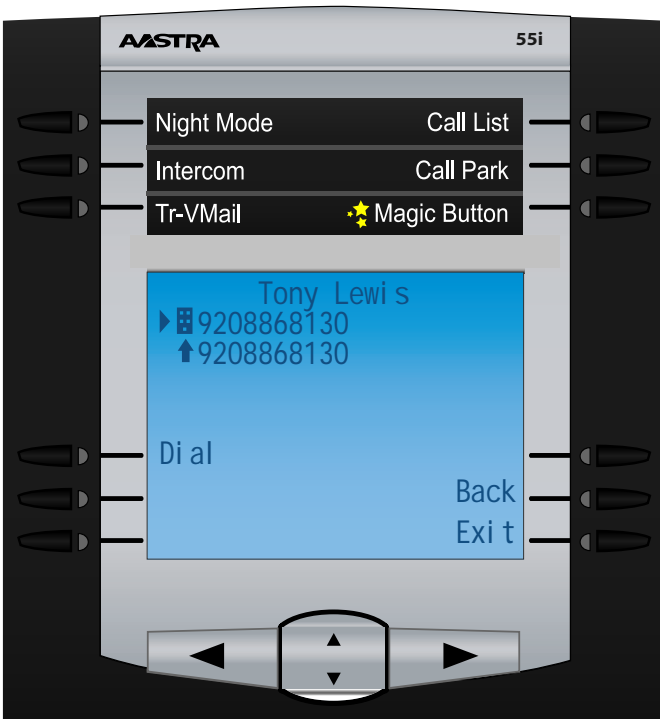 AASTRA 55i
Night Mode Call List
Intercom Call Park
Tr-VMail Magic Button
Tony Lewis
9208868130
9208868130
Dial
Back
Exit